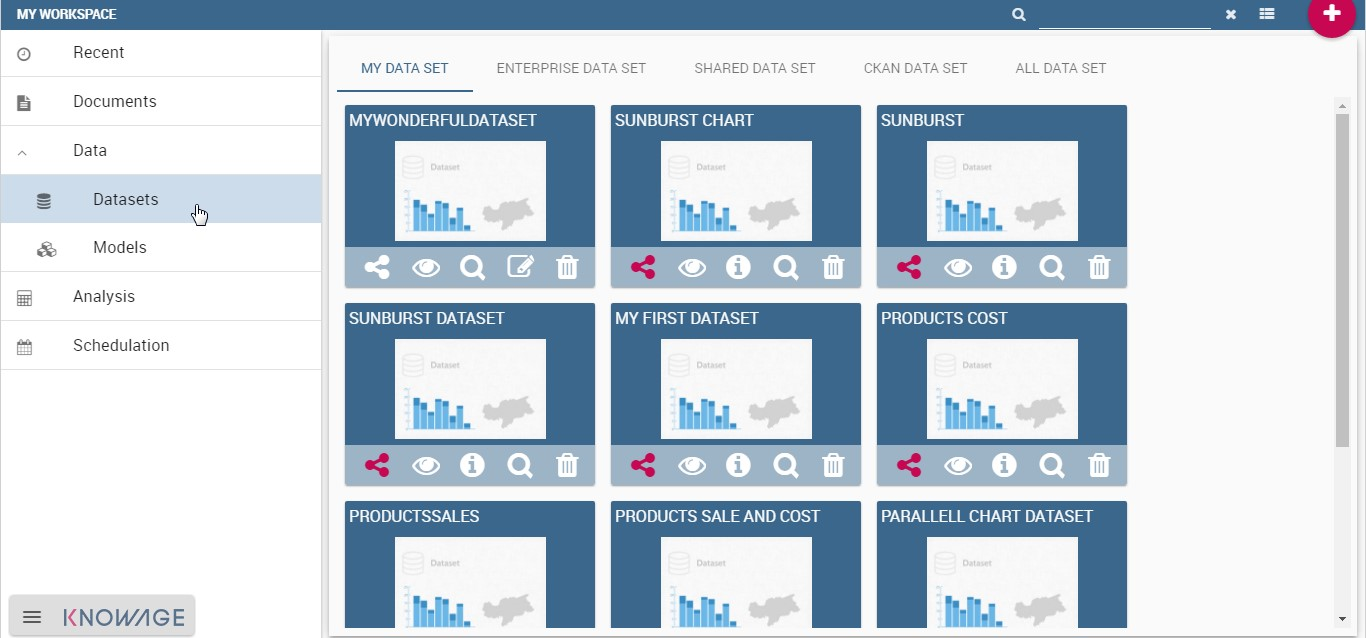 MY WORKSPACE
Recent
Documents
Data
Datasets
Models
Analysis
Schedulation
KNOWAGE
MY DATA SET
ENTERPRISE DATA SET
SHARED DATA SET
CKAN DATA SET
ALL DATA SET
MYWONDERFULDATASET
Dataset
SUNBURST CHART
Dataset
SUNBURST
Dataset
SUNBURST DATASET
Dataset
MY FIRST DATASET
Dataset
PRODUCTS COST
Dataset
PRODUCTSSALES
Dataset
PRODUCTS SALE AND COST
Dataset
PARALLELL CHART DATASET
Dataset